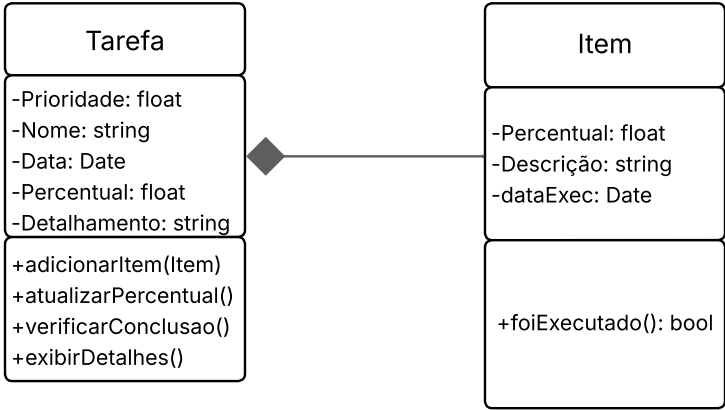 Tarefa
-Prioridade: float
-Nome: string
-Data: Date
-Percentual: float
-Detalhamento: string
+adicionarItem(Item)
+atualizarPercentual()
+verificarConclusao()
+exibirDetalhes()
Item
-Percentual: float
-Descrição: string
-dataExec: Date
+foiExecutado(): bool